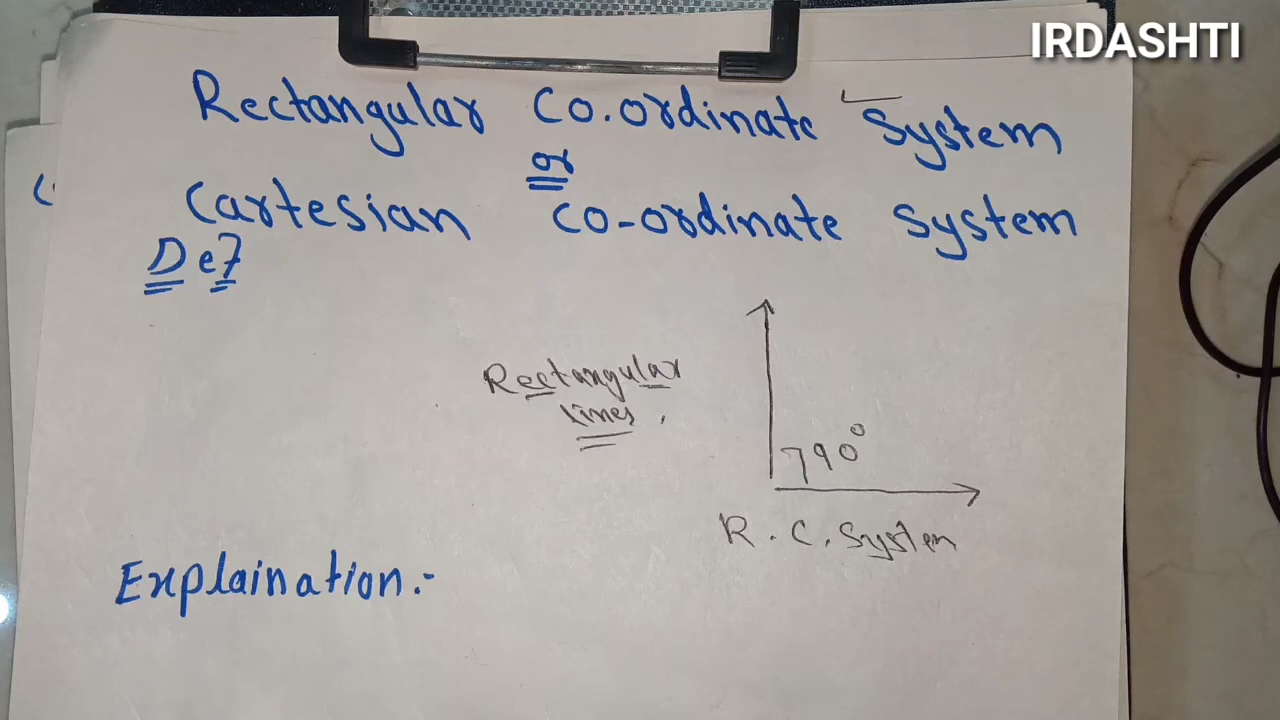 IRDASHTI
Rectangular Co.ordinate System
or
Cartesian Co-ordinate System
Def
Rectangular
lines.
90°
R.C. System
Explaination:-